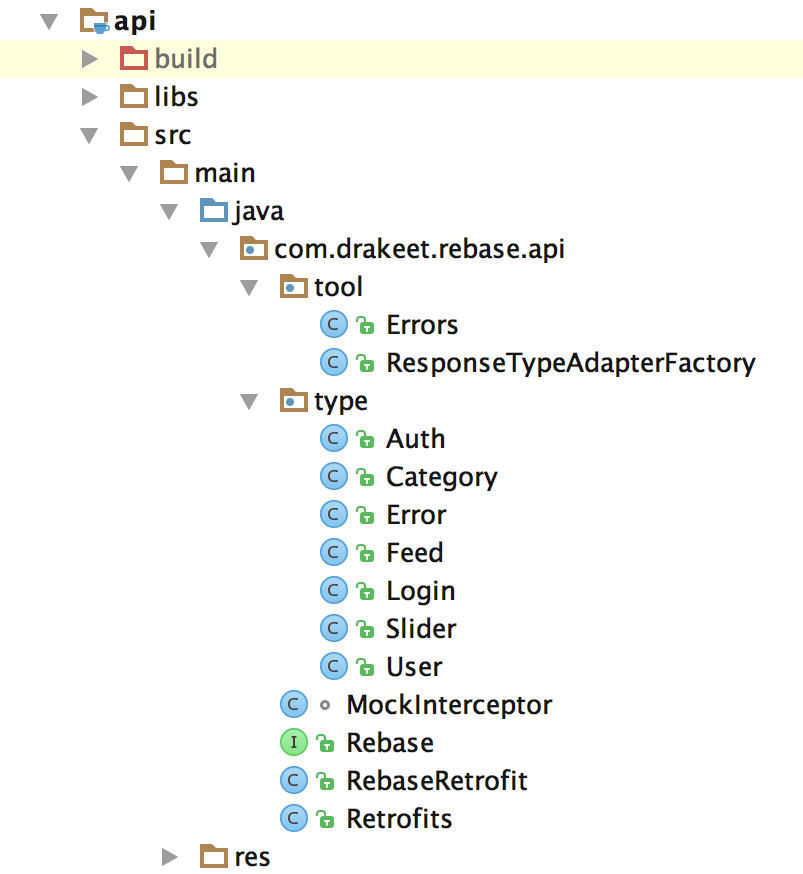 api
build
libs
src
main
java
com.drakeet.rebase.api
tool
C Errors
C ResponseTypeAdapterFactory
type
C Auth
C Category
C Error
C Feed
C Login
C Slider
C User
C MockInterceptor
I Rebase
C RebaseRetrofit
C Retrofits
res